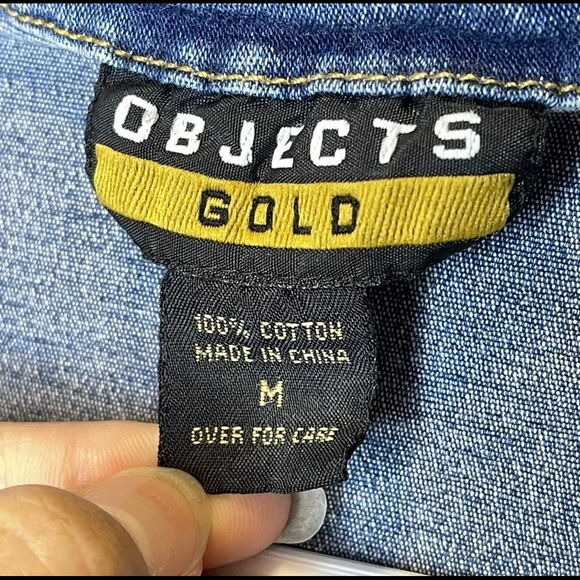 OBJECTS
GOLD
100% COTTON
MADE IN CHINA
M
OVER FOR CARE